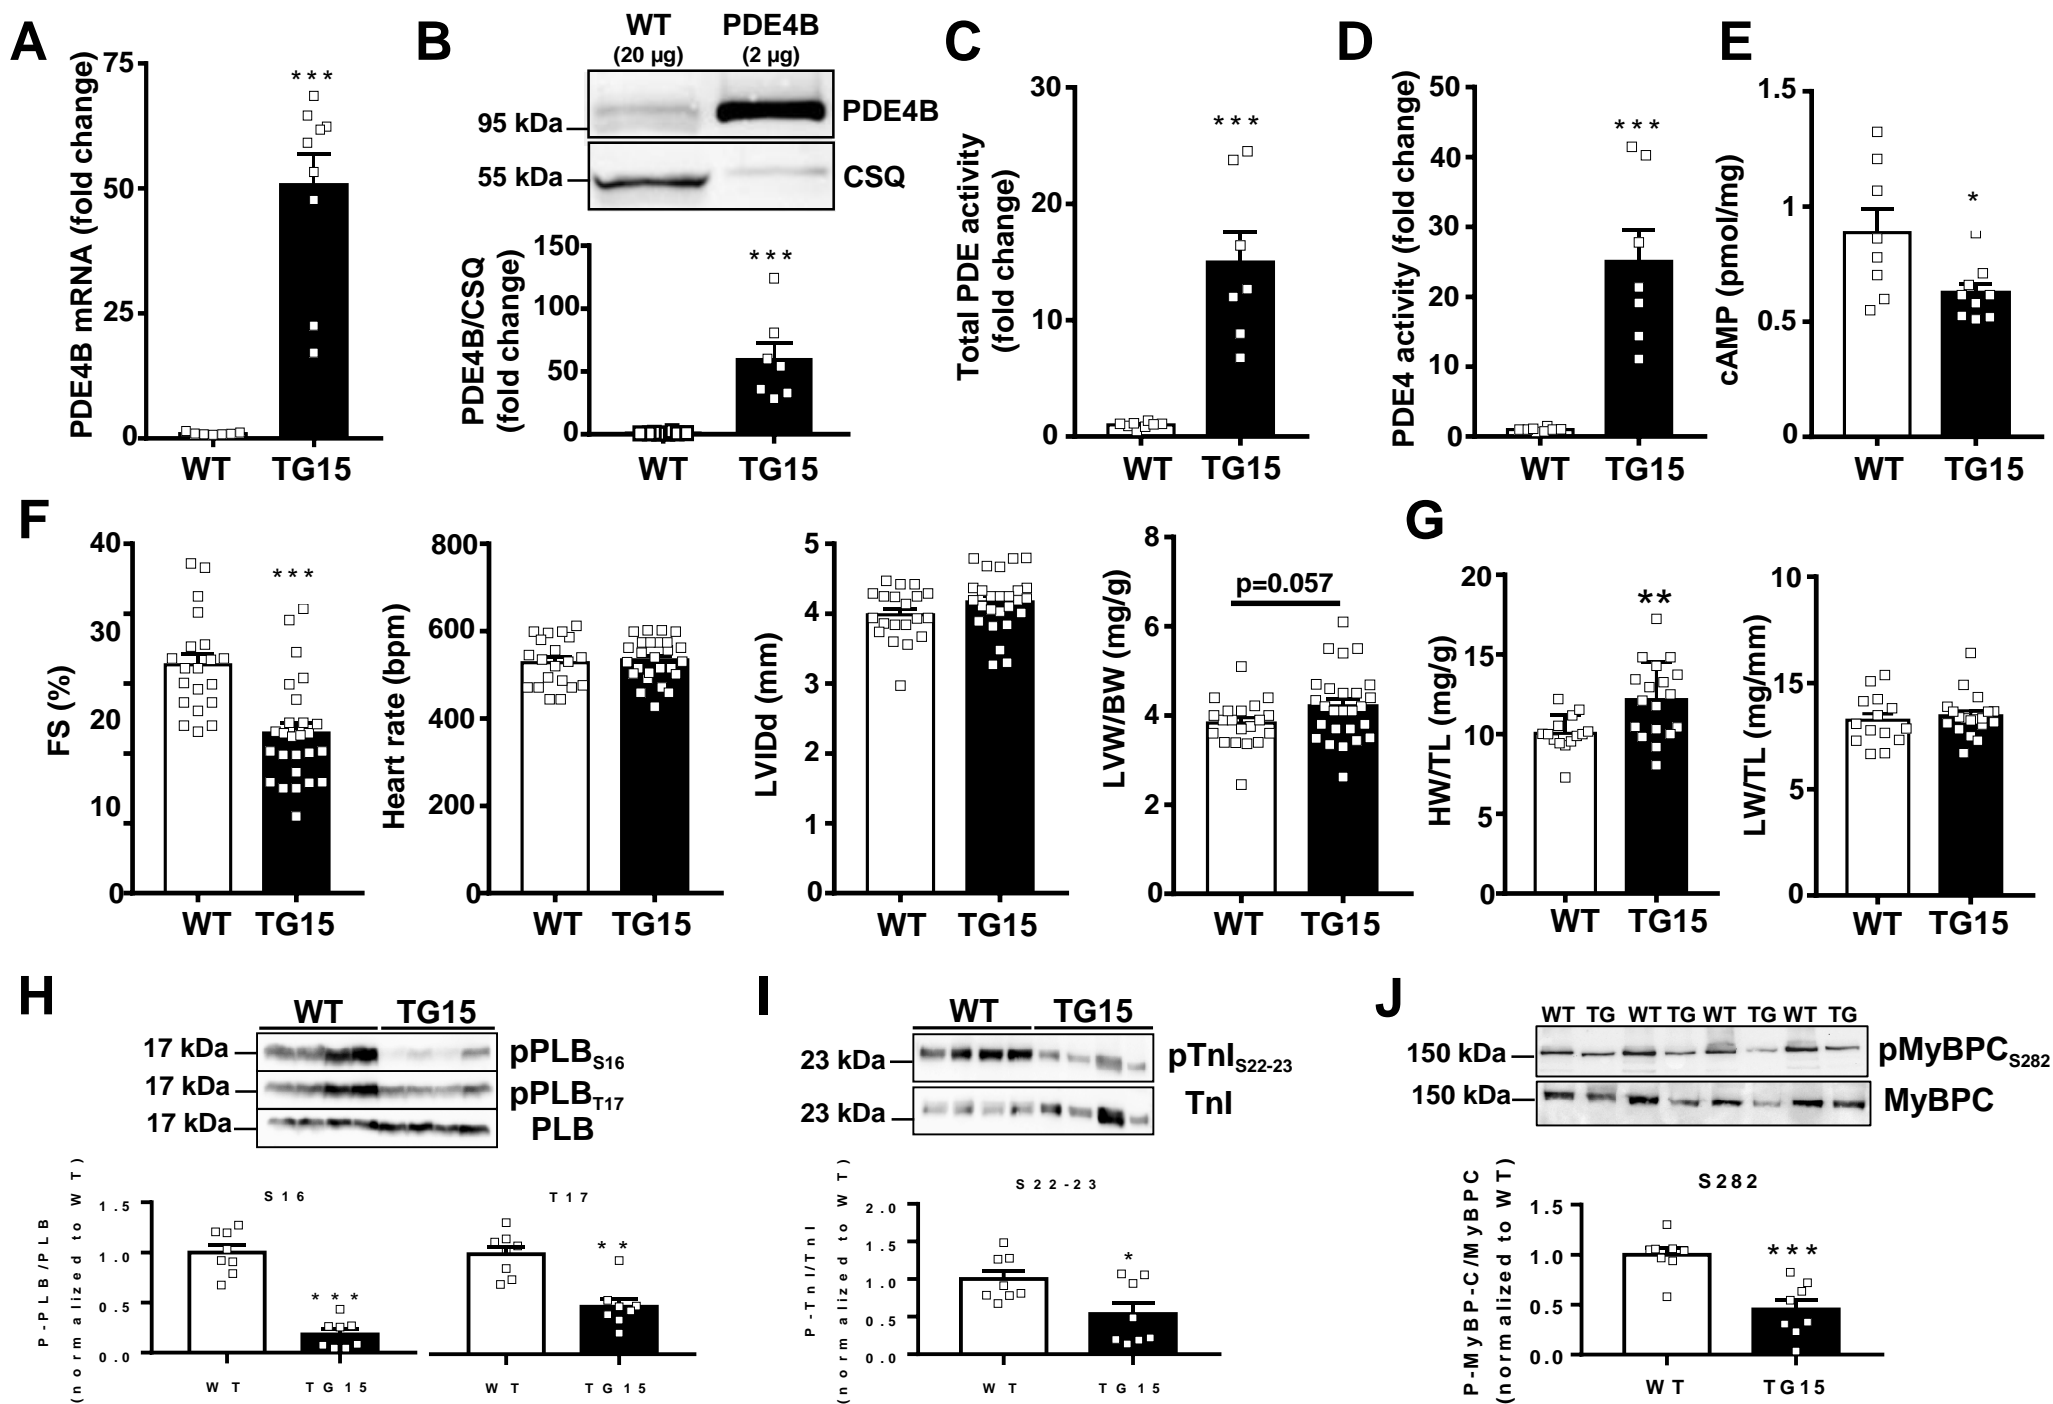 A
PDE4B mRNA (fold change)
75
50
25
0
***
WT TG15
B
WT PDE4B
(20 µg) (2 µg)
95 kDa
PDE4B
55 kDa
CSQ
PDE4B/CSQ
(fold change)
150
100
50
0
***
WT TG15
C
Total PDE activity
(fold change)
30
20
10
0
***
WT TG15
D
PDE4 activity (fold change)
50
40
30
20
10
0
***
WT TG15
E
cAMP (pmol/mg)
1.5
1
0.5
0
*
WT TG15
F
FS (%)
40
30
20
10
0
***
WT TG15
Heart rate (bpm)
800
600
400
200
0
WT TG15
LVIDd (mm)
5
4
3
2
1
0
WT TG15
LVW/BW (mg/g)
8
6
4
2
0
p=0.057
WT TG15
G
HW/TL (mg/g)
20
15
10
5
0
**
WT TG15
LW/TL (mg/mm)
10
15
5
0
WT TG15
H
WT TG15
17 kDa
pPLBS16
17 kDa
pPLBT17
17 kDa
PLB
P-PLB/PLB
(normalized to WT)
1.5
1.0
0.5
0.0
S16
***
WT TG15
T17
**
WT TG15
I
WT TG15
23 kDa
pTnIS22-23
23 kDa
TnI
P-TnI/TnI
(normalized to WT)
2.0
1.5
1.0
0.5
0.0
S22-23
*
WT TG15
J
WT TG WT TG WT TG WT TG
150 kDa
pMyBPCS282
150 kDa
MyBPC
P-MyBP-C/MyBPC
(normalized to WT)
1.5
1.0
0.5
0.0
S282
***
WT TG15